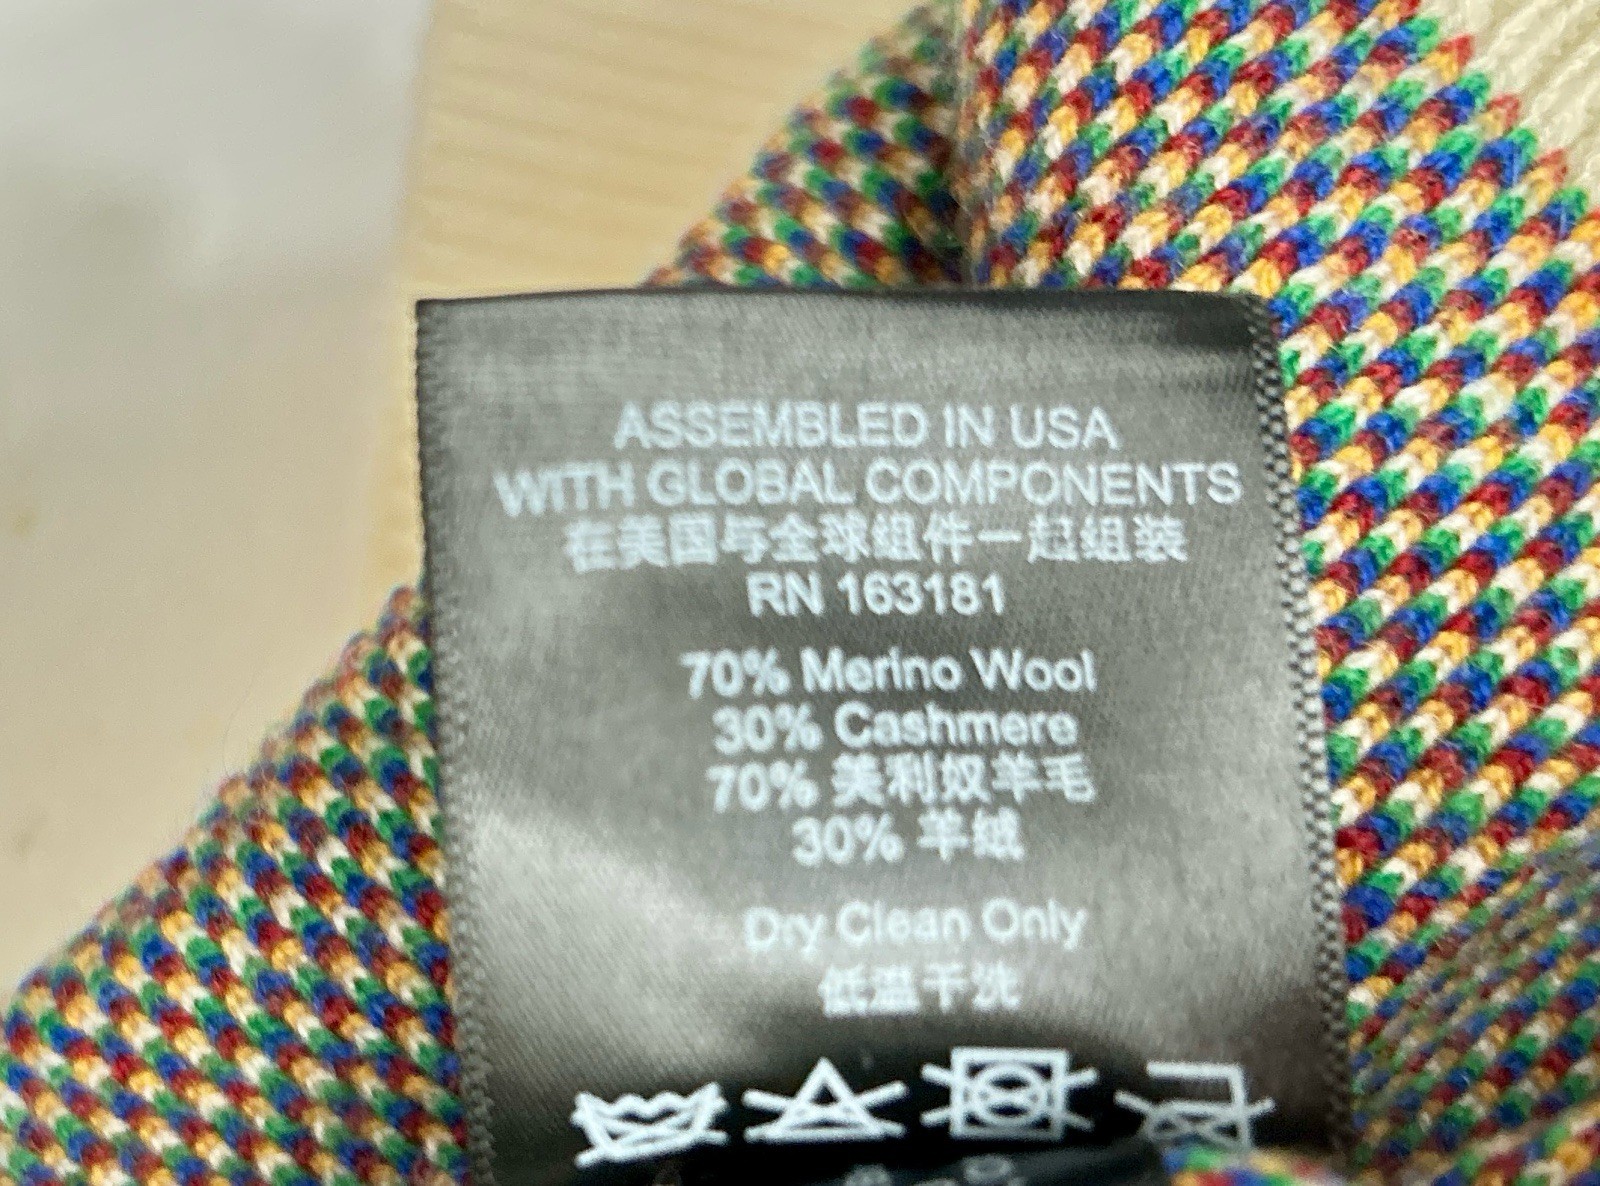 ASSEMBLED IN USA
WITH GLOBAL COMPONENTS
在美国与全球组件一起组装
RN 163181
70% Merino Wool
30% Cashmere
70% 美利奴羊毛
30% 羊绒
Dry Clean Only
低温干洗